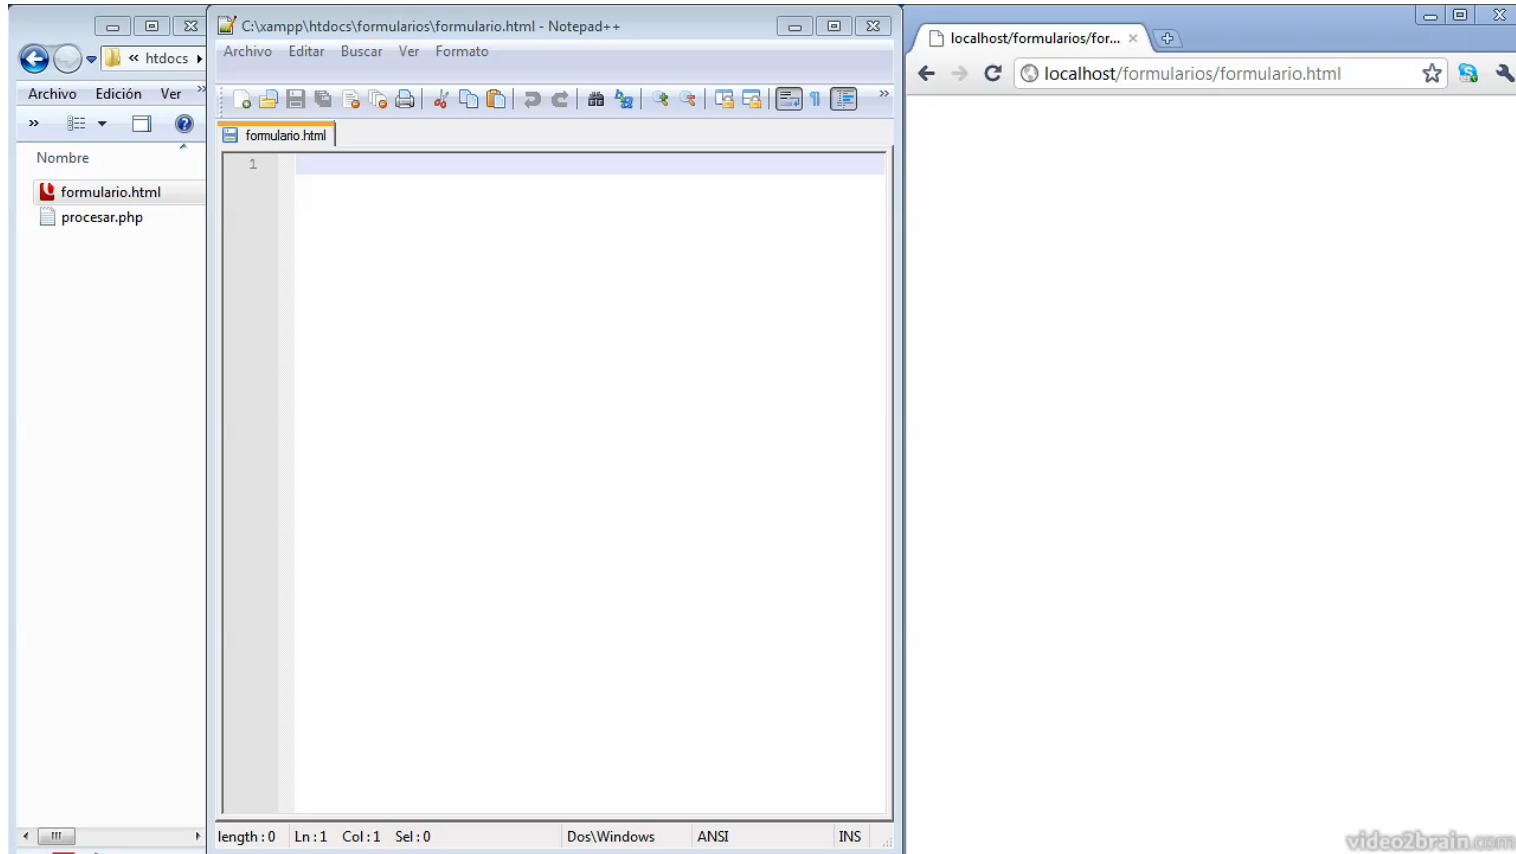 htdocs
Archivo Edición Ver »
»
Nombre
formulario.html
procesar.php
C:\xampp\htdocs\formularios\formulario.html - Notepad++
Archivo Editar Buscar Ver Formato
formulario.html
1
length : 0 Ln : 1 Col : 1 Sel : 0 Dos\Windows ANSI INS
localhost/formularios/for...
localhost/formularios/formulario.html
video2brain.com